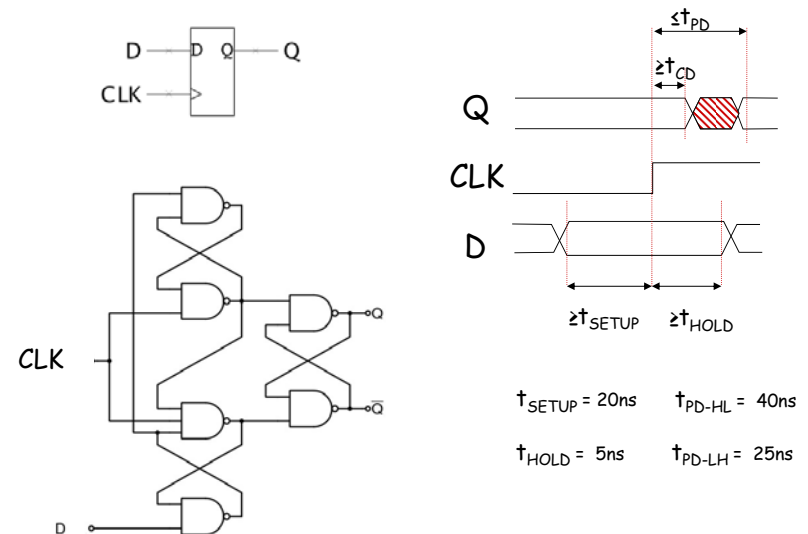 D D Q Q
CLK
≤tPD
≥tCD
Q
CLK
D
≥tSETUP ≥tHOLD
Q
CLK
Q̅
D
tSETUP = 20ns tPD-HL = 40ns
tHOLD = 5ns tPD-LH = 25ns